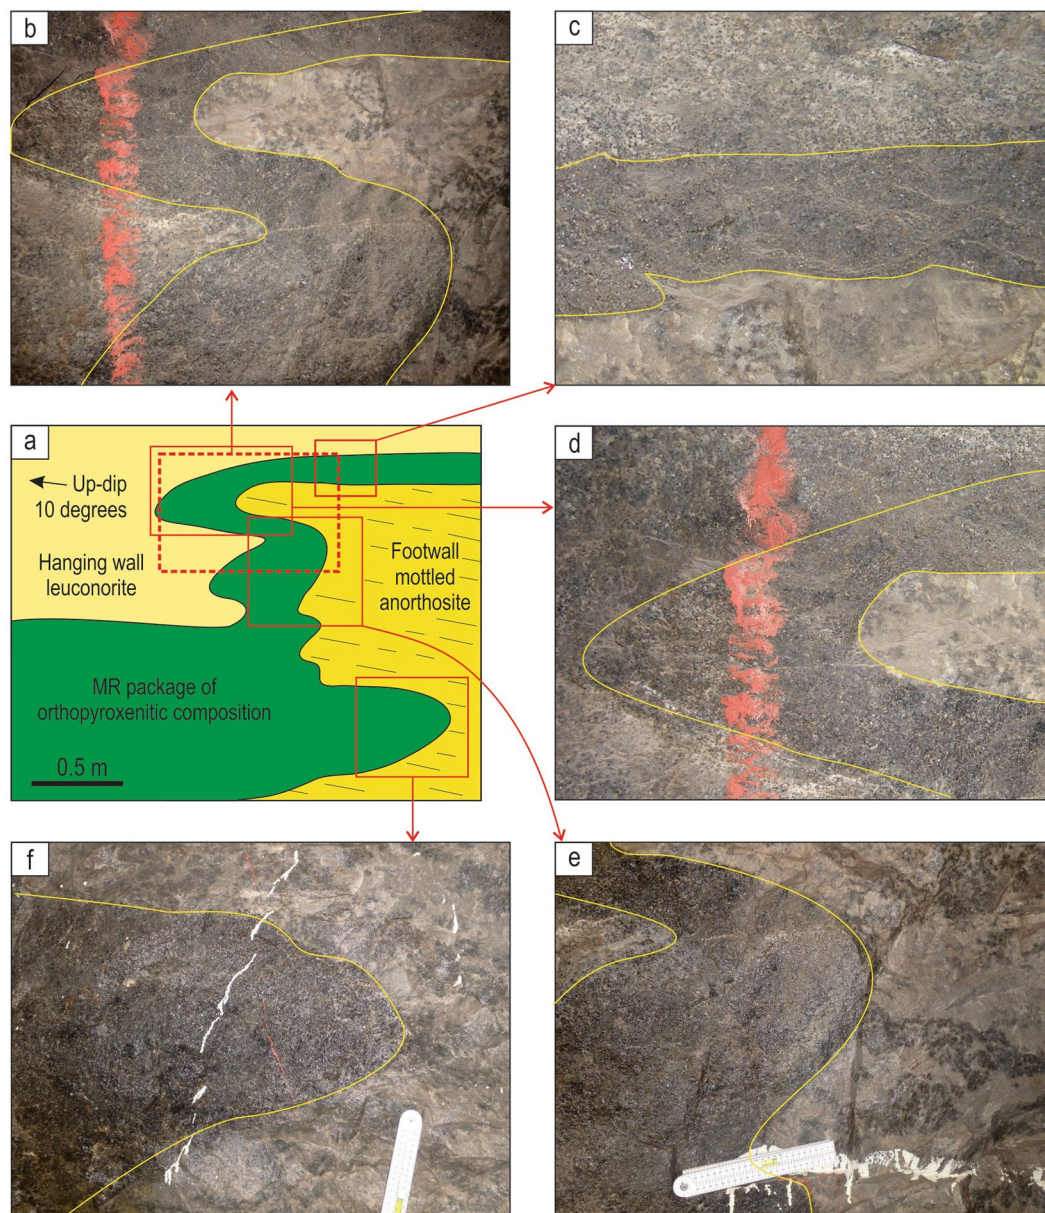 b
c
a
Up-dip
10 degrees
Hanging wall
leuconorite
Footwall
mottled
anorthosite
MR package of
orthopyroxenitic composition
0.5 m
d
f
e